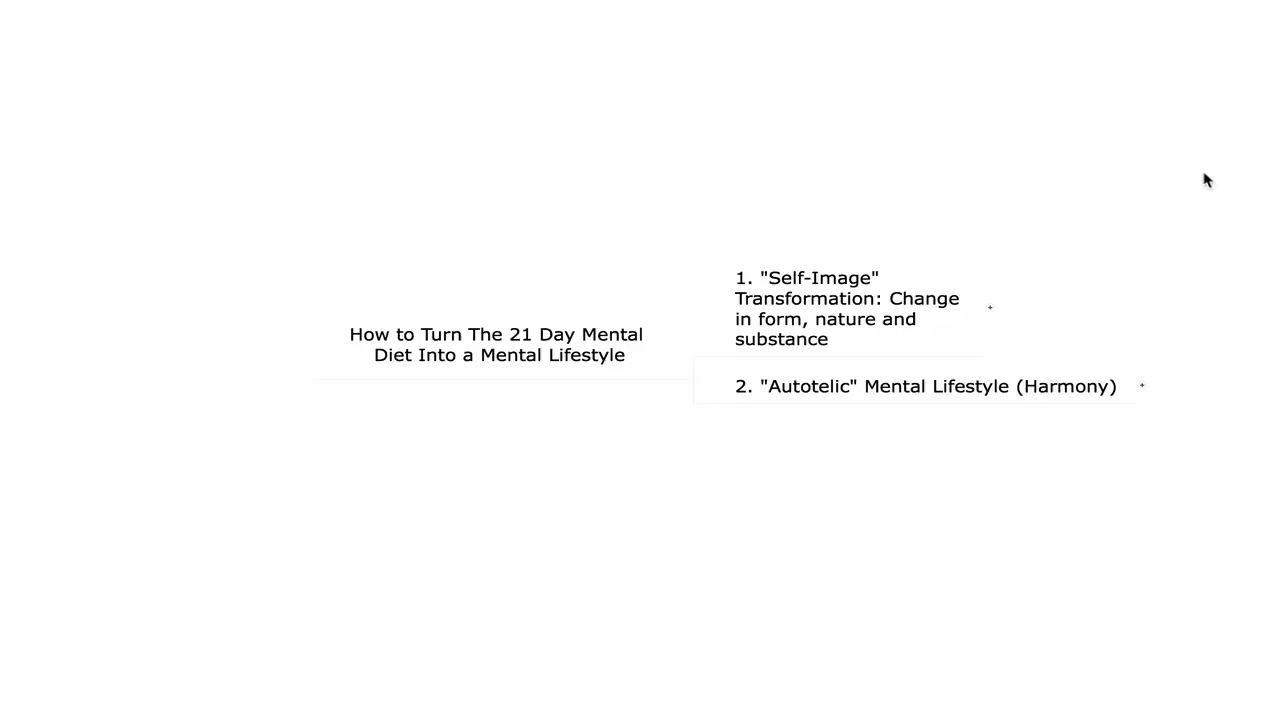 How to Turn The 21 Day Mental
Diet Into a Mental Lifestyle
1. "Self-Image"
Transformation: Change
in form, nature and
substance
2. "Autotelic" Mental Lifestyle (Harmony)